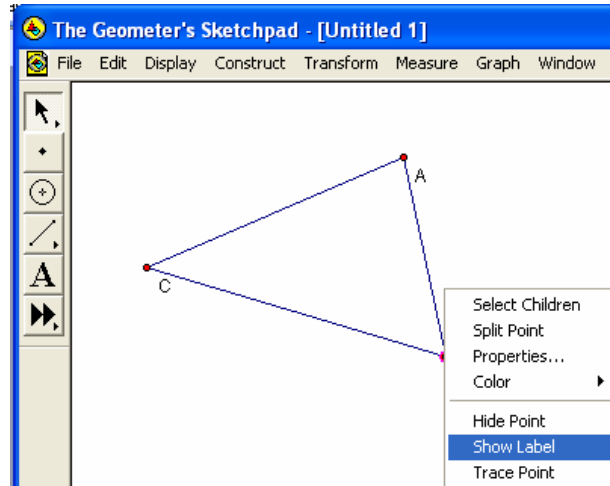 The Geometer's Sketchpad - [Untitled 1]
File Edit Display Construct Transform Measure Graph Window
A
A
C
Select Children
Split Point
Properties...
Color
Hide Point
Show Label
Trace Point